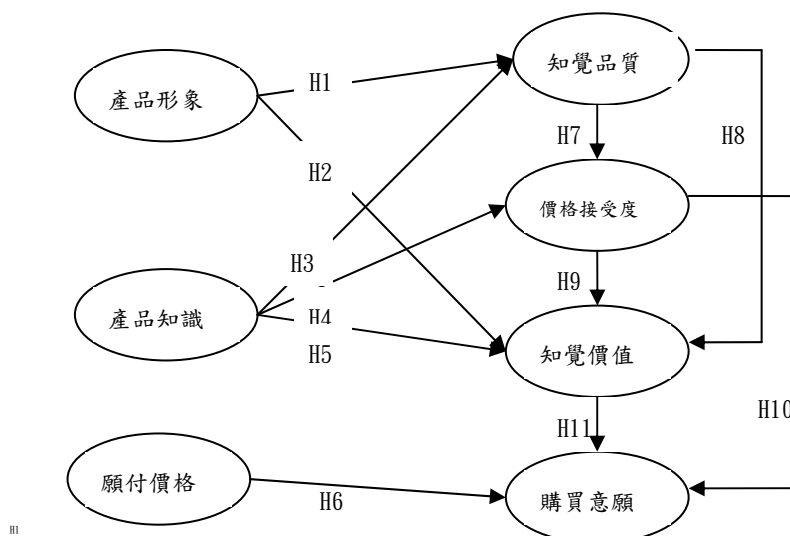 知覺品質
產品形象
H1
H7
H8
H2
價格接受度
H3
H9
產品知識
H4
H5
知覺價值
H10
H11
願付價格
H6
購買意願
H1